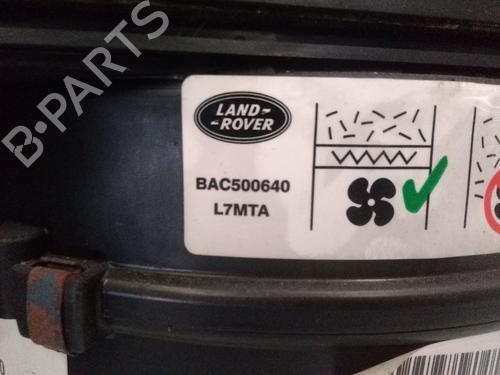 B-PARTS
LAND-
-ROVER
BAC500640
L7MTA